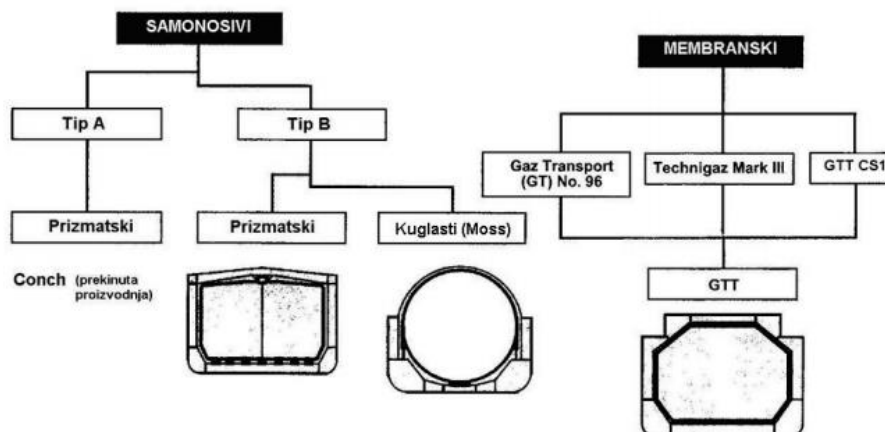 SAMONOSIVI
MEMBRANSKI
Tip A
Tip B
Gaz Transport
(GT) No. 96
Technigaz Mark III
GTT CS1
Prizmatski
Prizmatski
Kuglasti (Moss)
Conch (prekinuta
proizvodnja)
GTT